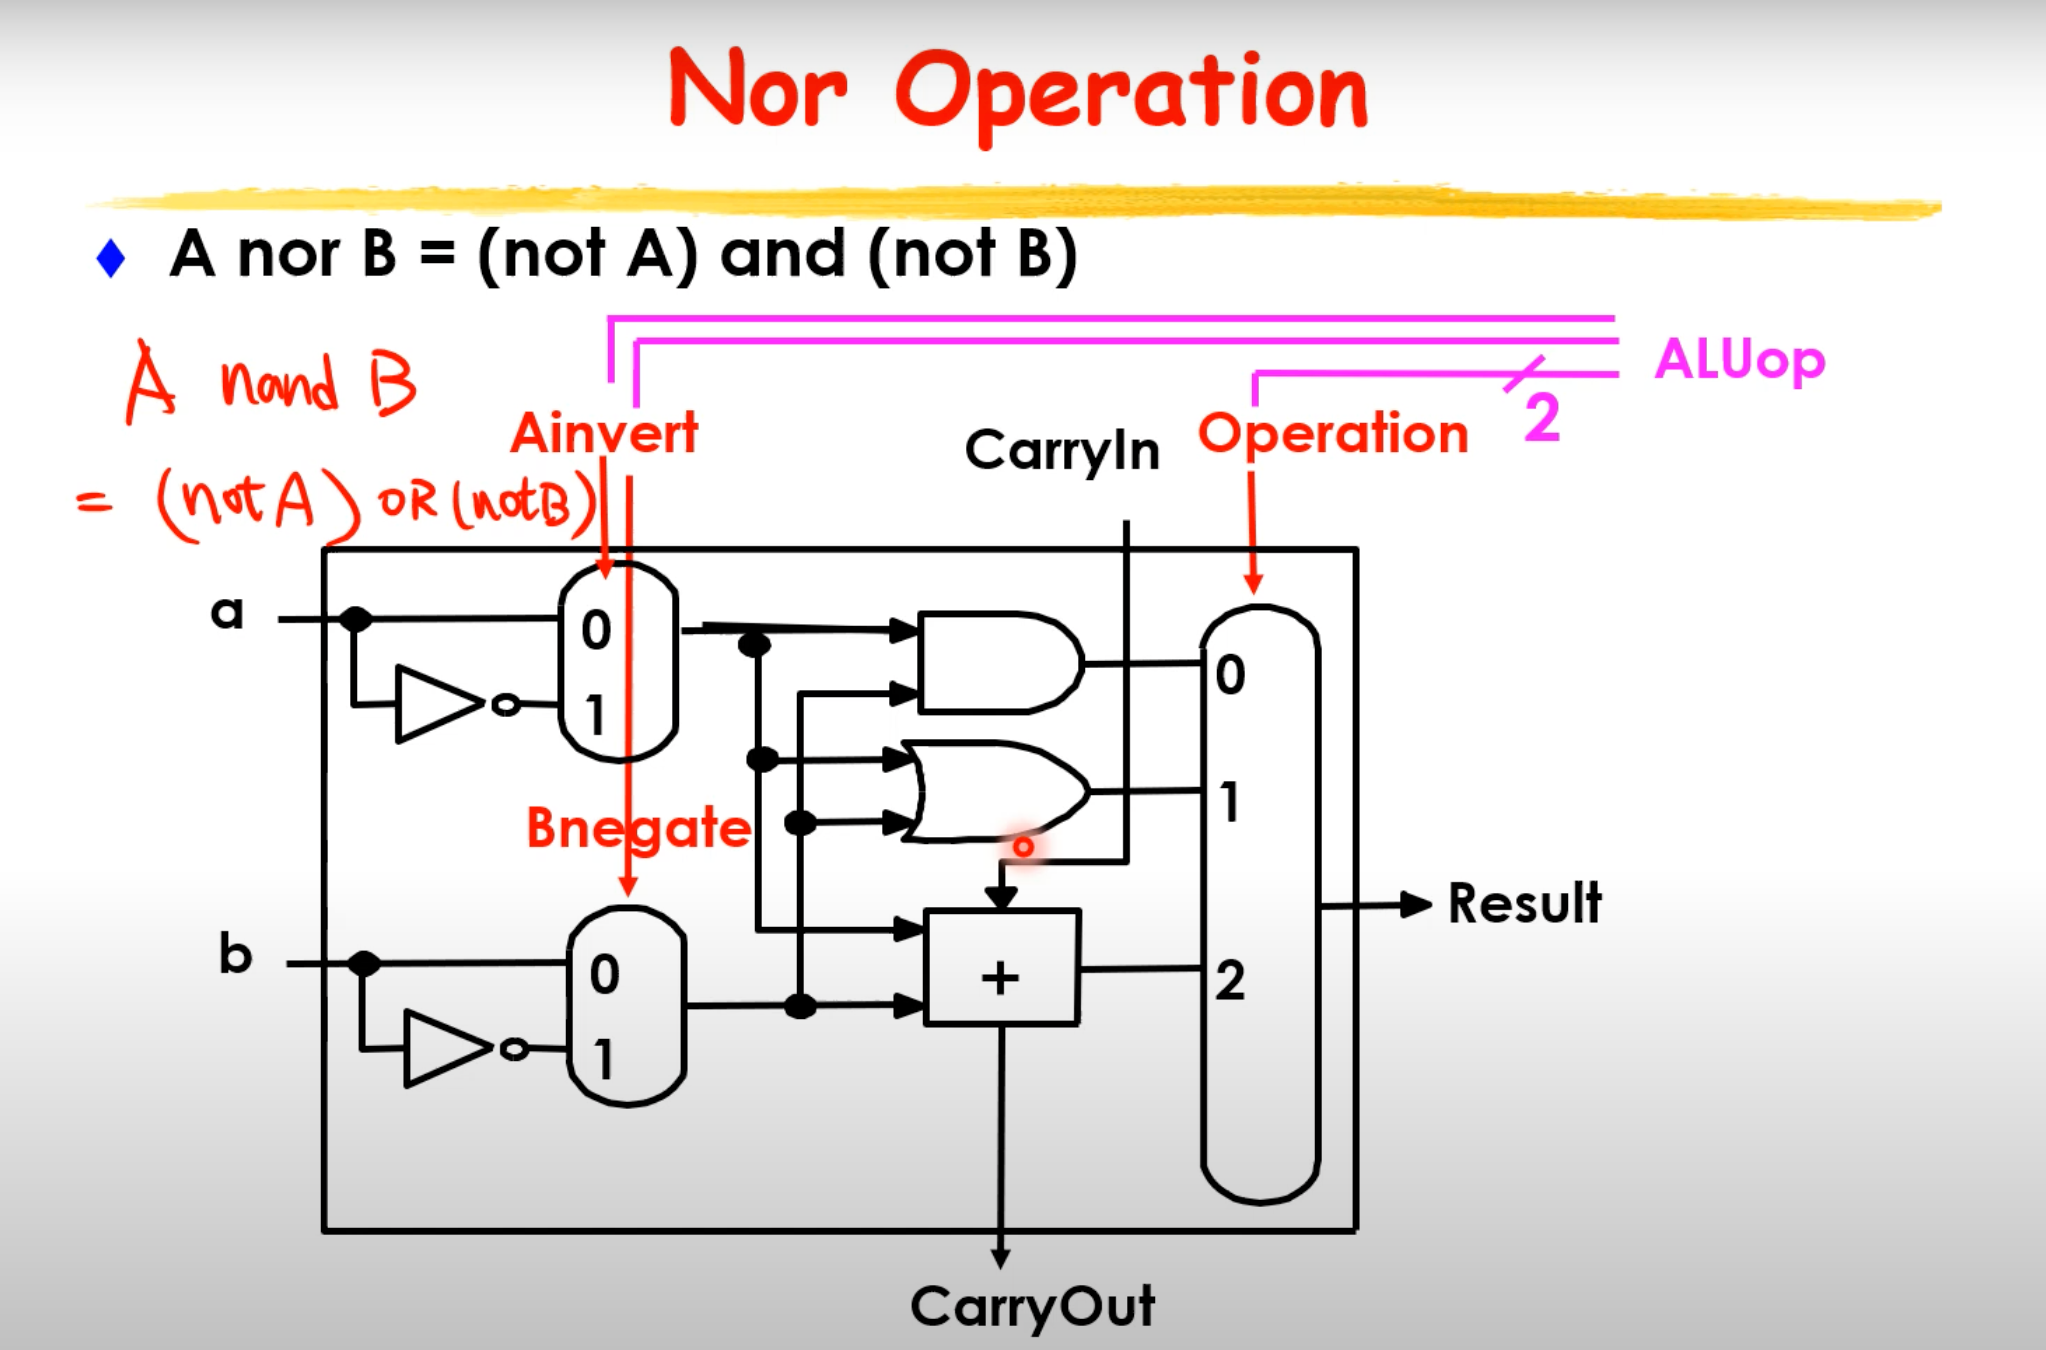 Nor Operation
A nor B = (not A) and (not B)
A nand B
= (not A) OR (not B)
ALUop
2
Ainvert
CarryIn
Operation
a
0
1
0
1
Bnegate
b
0
1
+
2
Result
CarryOut